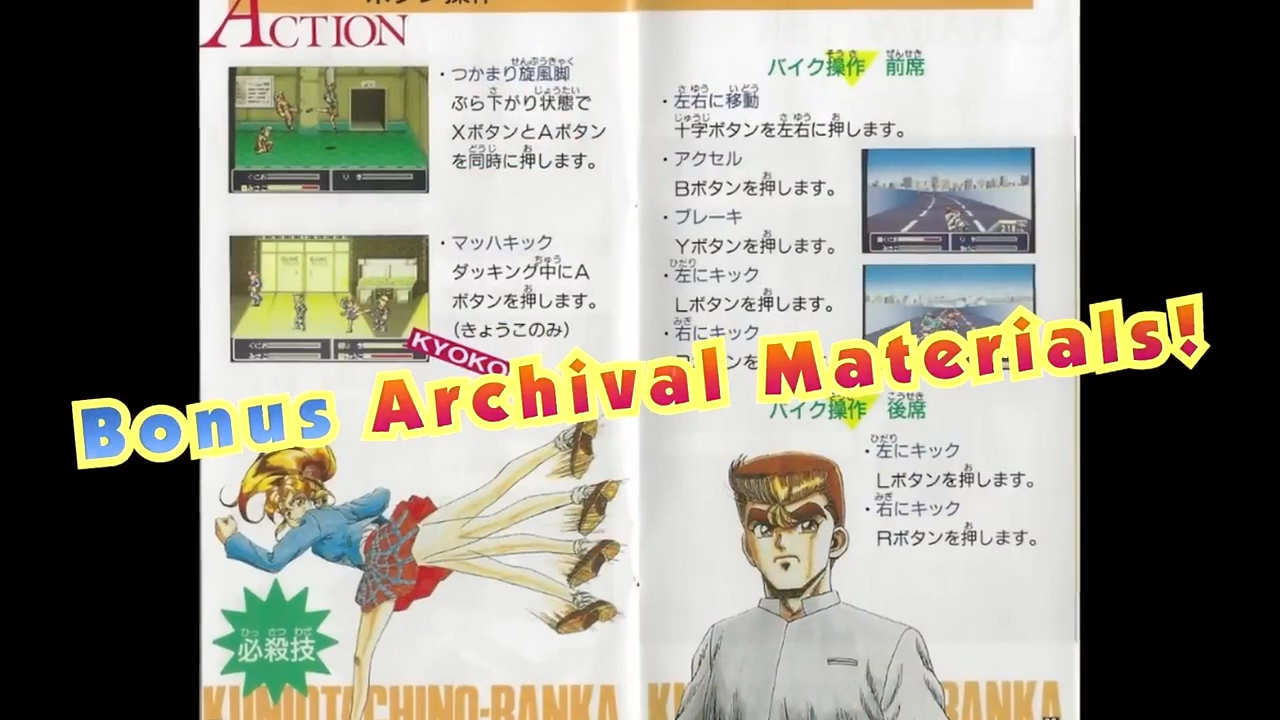 ACTION
・つかまり旋風脚
ぶら下がり状態で
XボタンとAボタン
を同時に押します。
・マッハキック
ダッキング中にA
ボタンを押します。
(きょうこのみ)
KYOKO
必殺技
バイク操作 前席
・左右に移動
十字ボタンを左右に押します。
・アクセル
Bボタンを押します。
・ブレーキ
Yボタンを押します。
・左にキック
Lボタンを押します。
・右にキック
Bonus Archival Materials!
バイク操作 後席
・左にキック
Lボタンを押します。
・右にキック
Rボタンを押します。